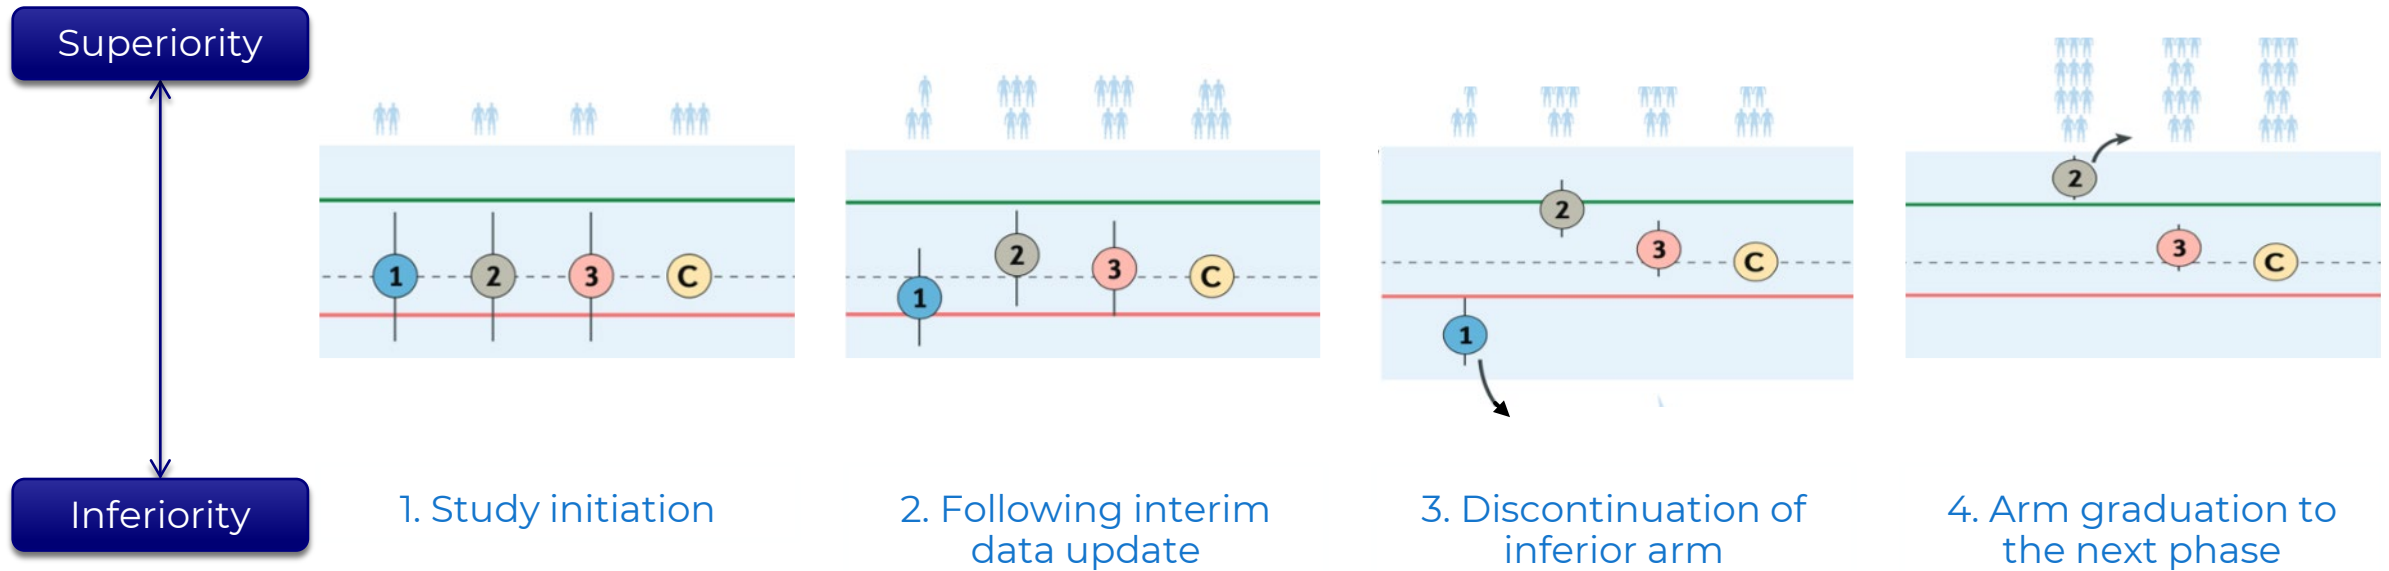 Superiority
1 2 3 C
1 2 3 C
1 2 3 C
2 3 C
Inferiority
1. Study initiation
2. Following interim
data update
3. Discontinuation of
inferior arm
4. Arm graduation to
the next phase